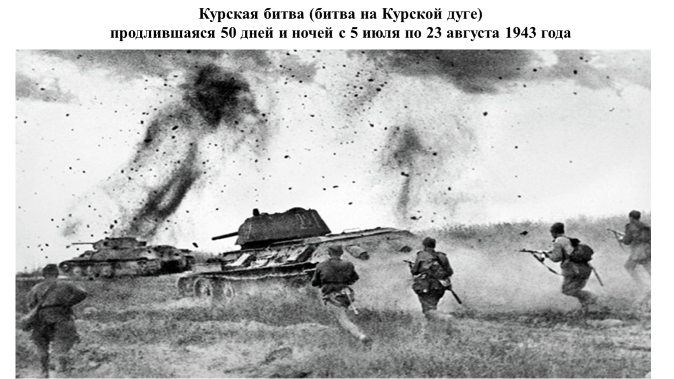 Курская битва (битва на Курской дуге)
продлившаяся 50 дней и ночей с 5 июля по 23 августа 1943 года